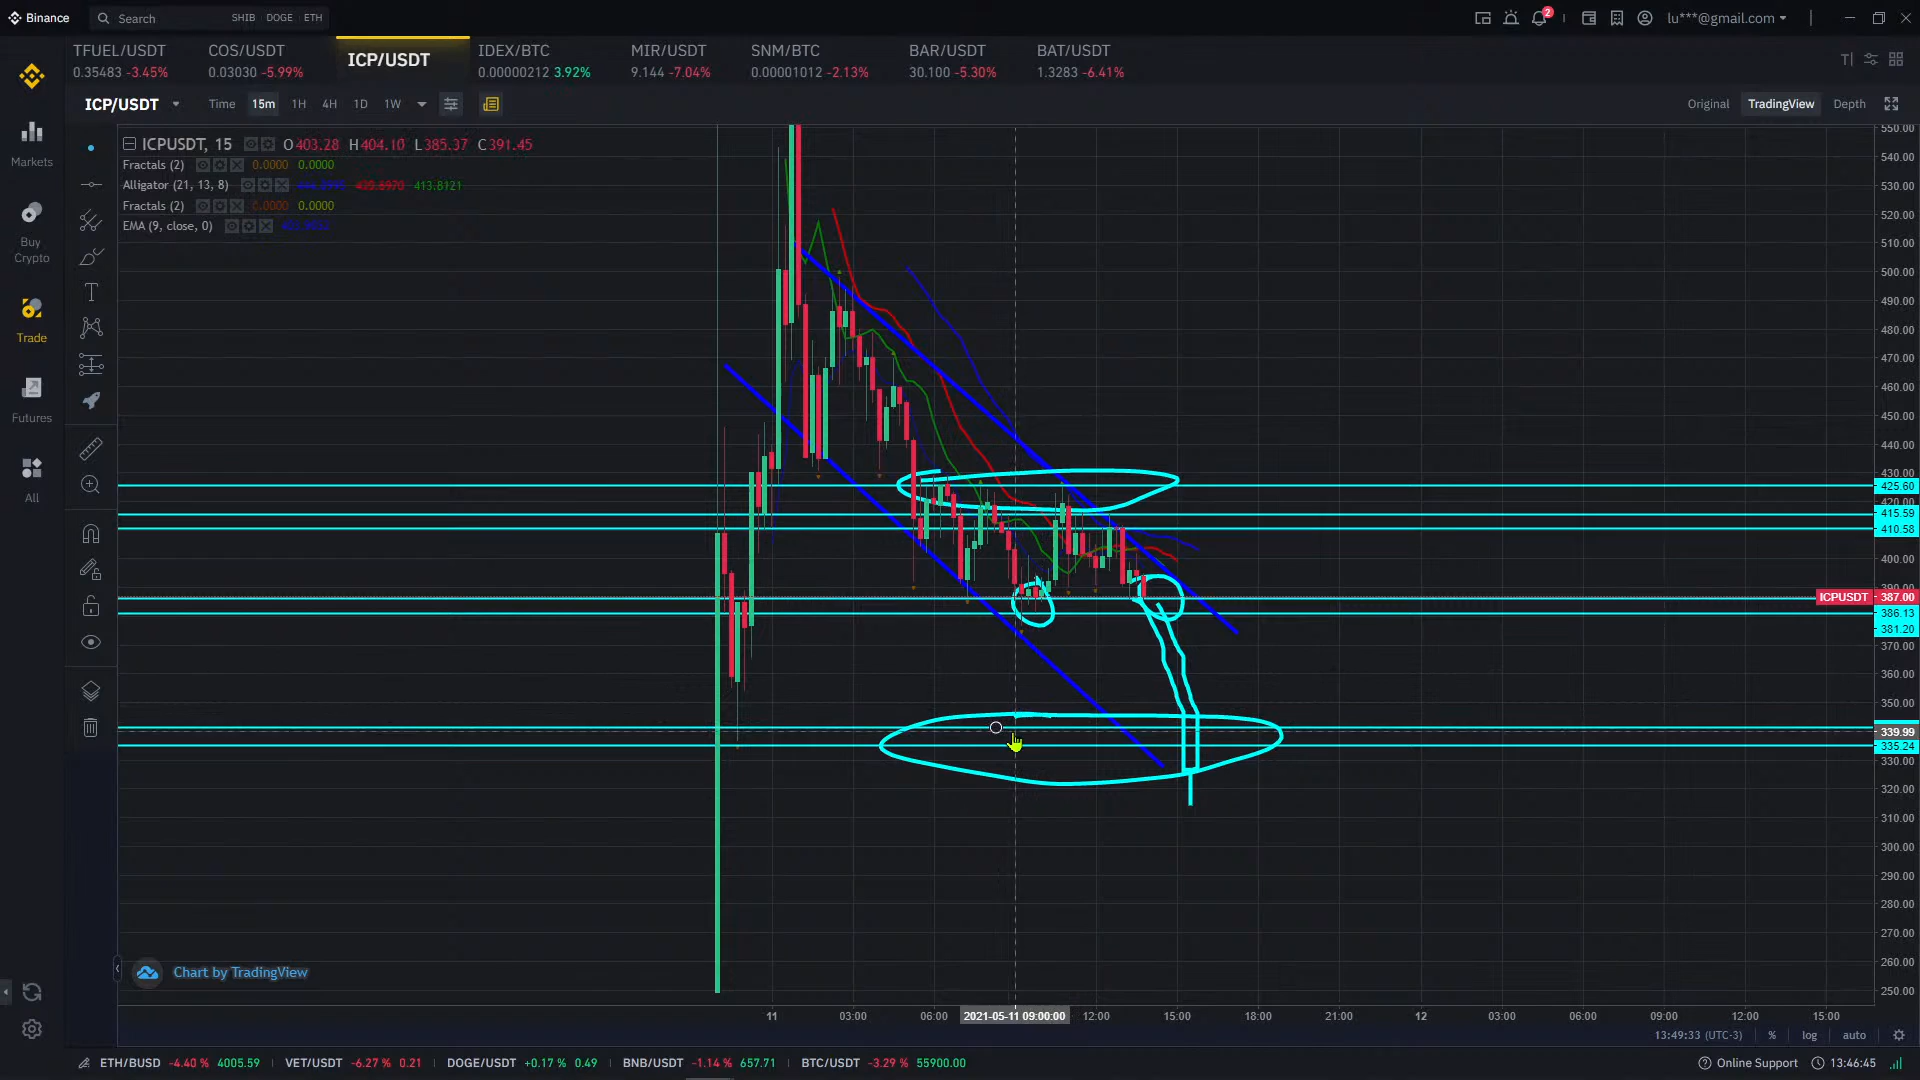 Binance
Search
SHIB DOGE ETH
2
lu***@gmail.com
TFUEL/USDT
0.35483 -3.45%
COS/USDT
0.03030 -5.99%
ICP/USDT
IDEX/BTC
0.00000212 3.92%
MIR/USDT
9.144 -7.04%
SNM/BTC
0.00001012 -2.13%
BAR/USDT
30.100 -5.30%
BAT/USDT
1.3283 -6.41%
ICP/USDT
Time 15m 1H 4H 1D 1W
Original TradingView Depth
Markets
Buy
Crypto
Trade
Futures
All
ICPUSDT, 15 O403.28 H404.10 L385.37 C391.45
Fractals (2) 0.0000 0.0000
Alligator (21, 13, 8) 413.8121
Fractals (2) 0.0000 0.0000
EMA (9, close, 0)
550.00
540.00
530.00
520.00
510.00
500.00
490.00
480.00
470.00
460.00
450.00
440.00
430.00
425.60
420.00
415.59
410.58
400.00
390.00
ICPUSDT 387.00
386.13
381.20
370.00
360.00
350.00
339.99
335.24
330.00
320.00
310.00
300.00
290.00
280.00
270.00
260.00
250.00
Chart by TradingView
11 03:00 06:00 2021-05-11 09:00:00 12:00 15:00 18:00 21:00 12 03:00 06:00 09:00 12:00 15:00
13:49:33 (UTC-3) % log auto
ETH/BUSD -4.40 % 4005.59 VET/USDT -6.27 % 0.21 DOGE/USDT +0.17 % 0.49 BNB/USDT -1.14 % 657.71 BTC/USDT -3.29 % 55900.00
Online Support 13:46:45